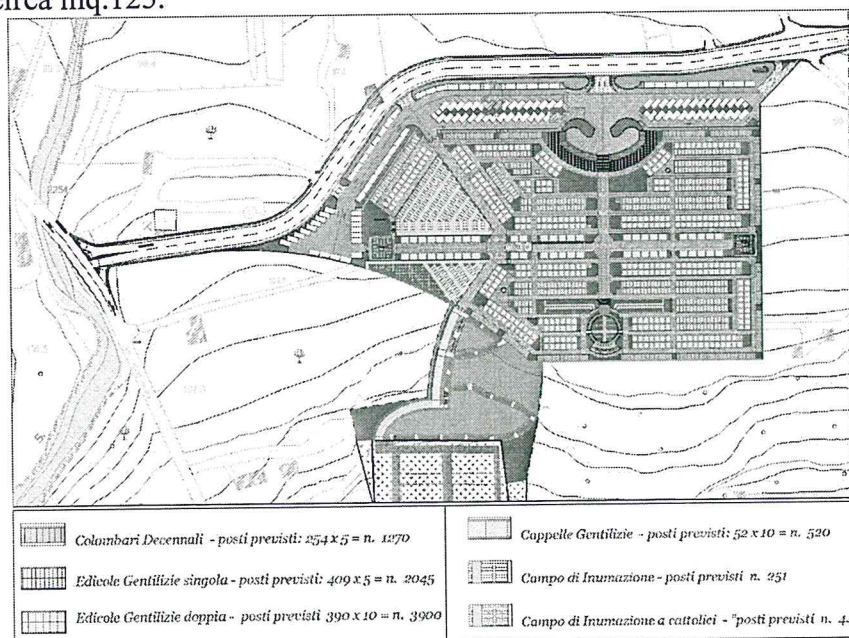 circa mq.125.
Colombari Decennali - posti previsti: 254 x 5 = n. 1270
Edicole Gentilizie singola - posti previsti: 409 x 5 = n. 2045
Edicole Gentilizie doppia - posti previsti 390 x 10 = n. 3900
Cappelle Gentilizie - posti previsti: 52 x 10 = n. 520
Campo di Inumazione - posti previsti n. 251
Campo di Inumazione a cattolici - "posti previsti n. 4